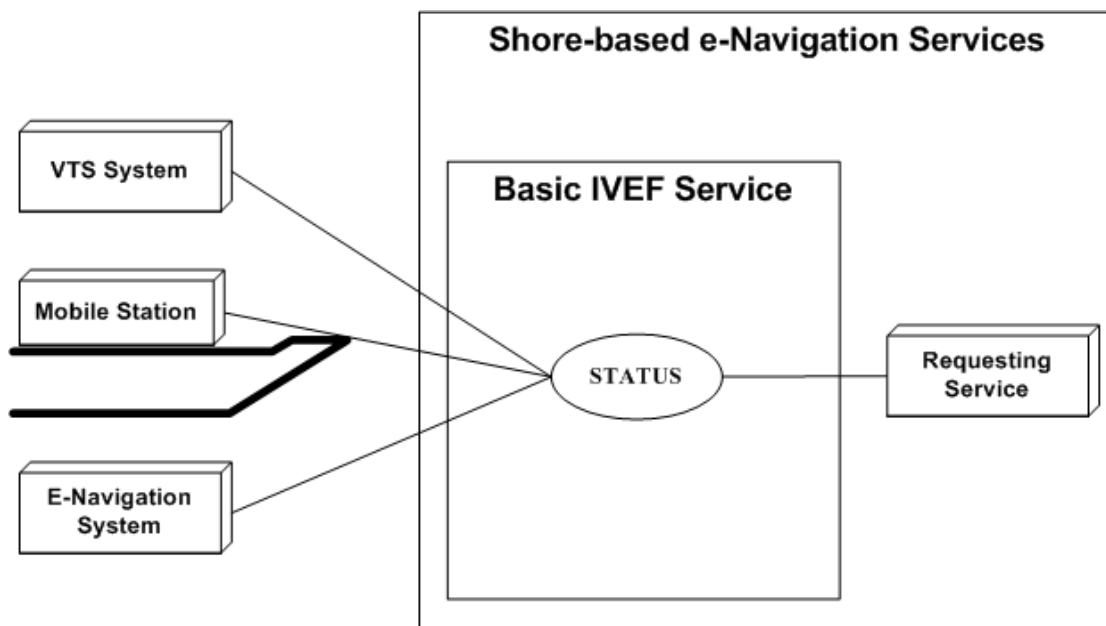 Shore-based e-Navigation Services
VTS System
Basic IVEF Service
Mobile Station
STATUS
Requesting
Service
E-Navigation
System